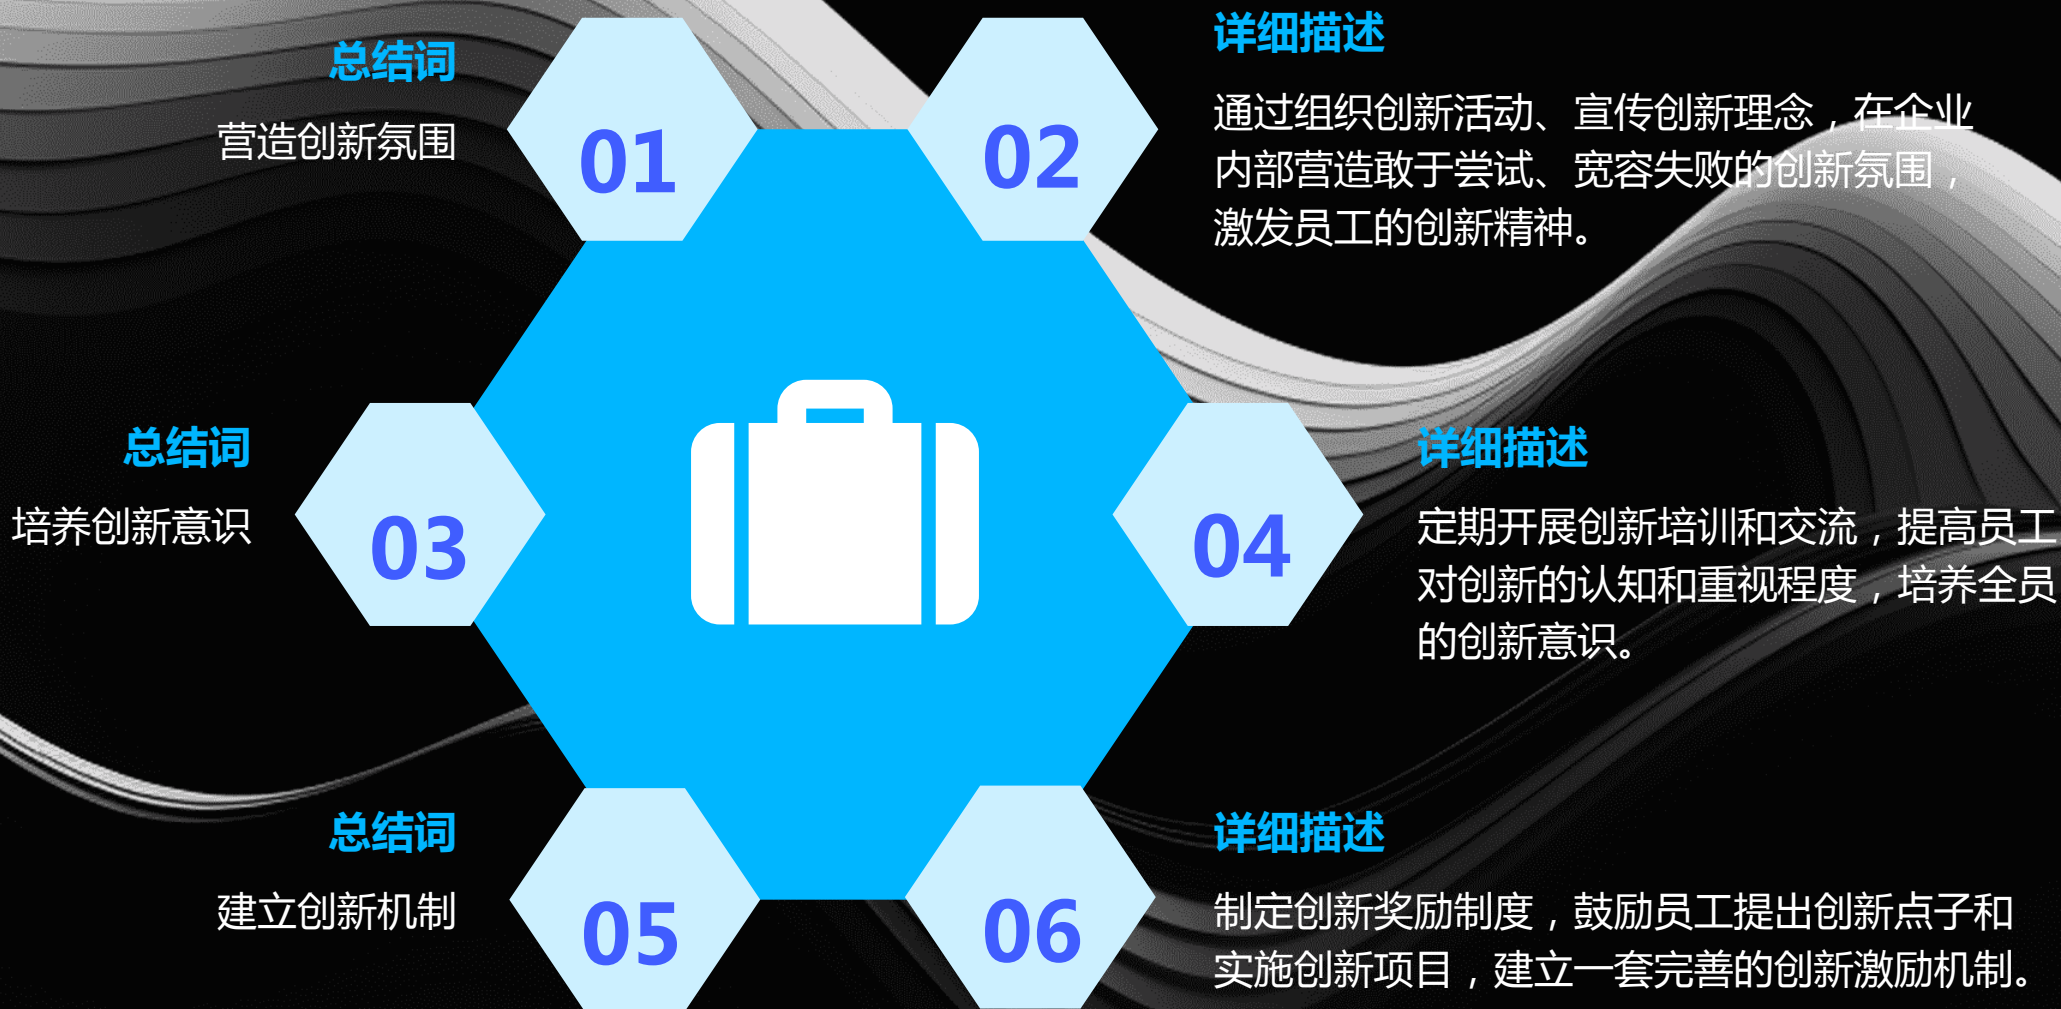 总结词
营造创新氛围
01
02
详细描述
通过组织创新活动、宣传创新理念，在企业
内部营造敢于尝试、宽容失败的创新氛围，
激发员工的创新精神。
总结词
培养创新意识
03
04
详细描述
定期开展创新培训和交流，提高员工
对创新的认知和重视程度，培养全员
的创新意识。
总结词
建立创新机制
05
06
详细描述
制定创新奖励制度，鼓励员工提出创新点子和
实施创新项目，建立一套完善的创新激励机制。